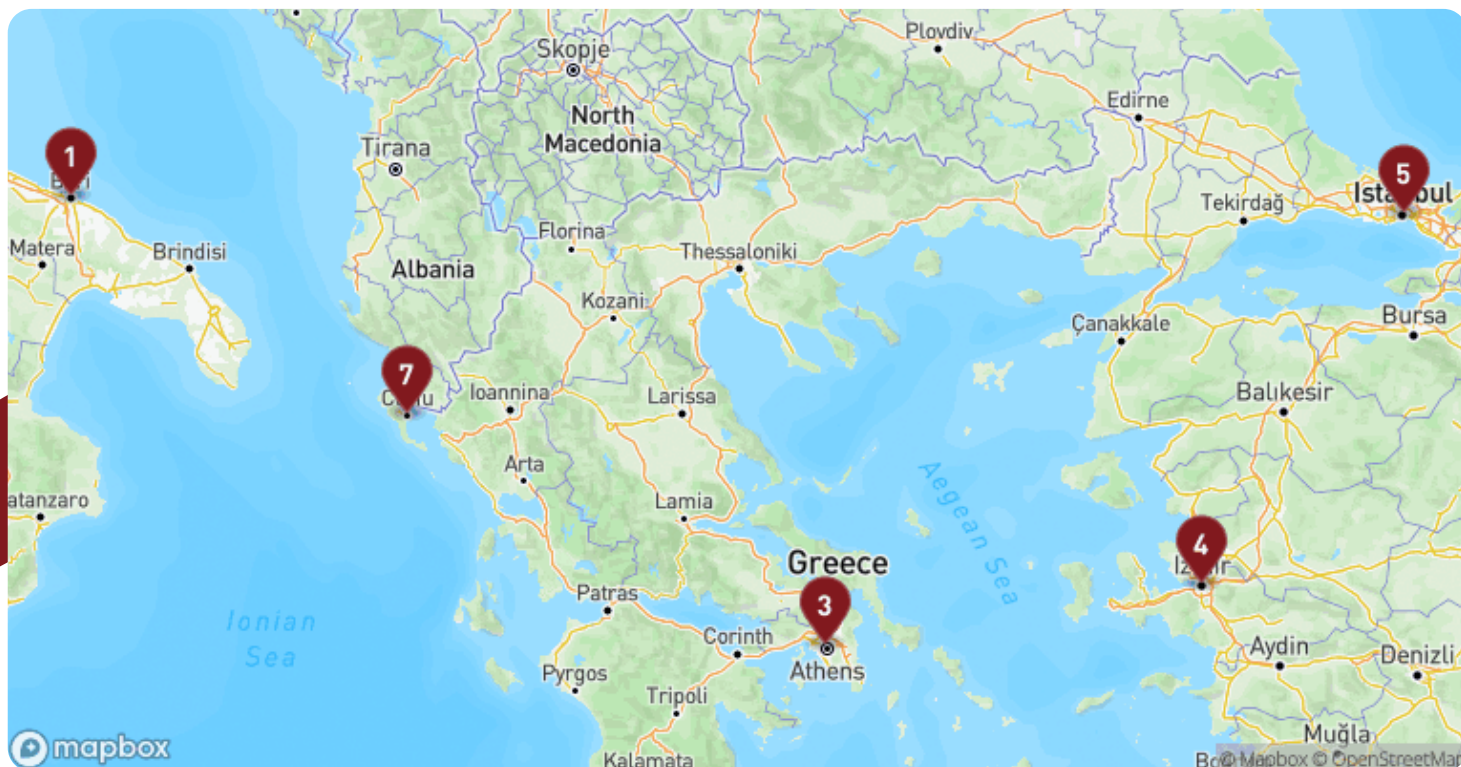 Plovdiv
Skopje
Edirne
North
Macedonia
1
Tirana
5
Istanbul
Tekirdağ
Matera
Brindisi
Florina
Thessaloniki
Albania
Kozani
Çanakkale
Bursa
7
Ioannina
Larissa
Balıkesir
Arta
Aegean Sea
atanzaro
Lamia
4
Greece
Patras
3
Ionian
Sea
Corinth
Athens
Aydin
Denizli
Pyrgos
Tripoli
Muğla
mapbox
Kalamata
© Mapbox © OpenStreetMap